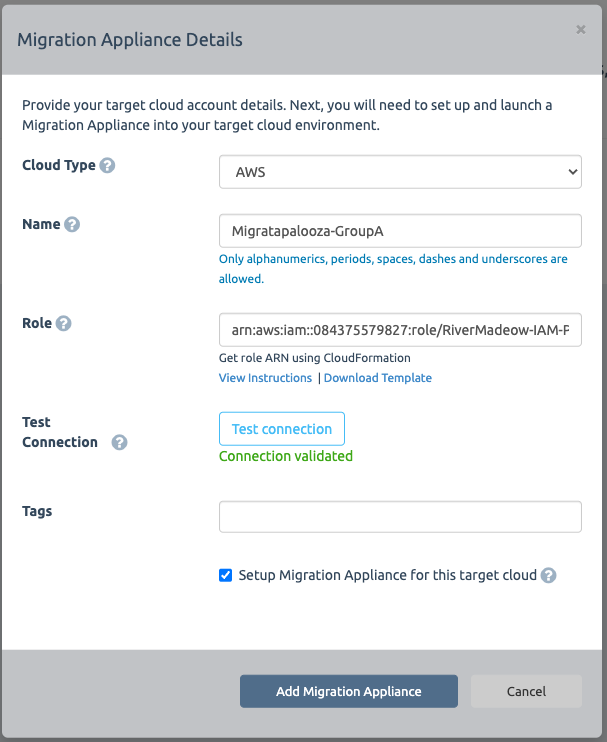 Migration Appliance Details
×
Provide your target cloud account details. Next, you will need to set up and launch a
Migration Appliance into your target cloud environment.
Cloud Type ?
AWS
Name ?
Migratapalooza-GroupA
Only alphanumerics, periods, spaces, dashes and underscores are
allowed.
Role ?
arn:aws:iam::084375579827:role/RiverMadeow-IAM-
Get role ARN using CloudFormation
View Instructions | Download Template
Test
Connection ?
Test connection
Connection validated
Tags
Setup Migration Appliance for this target cloud ?
Add Migration Appliance
Cancel